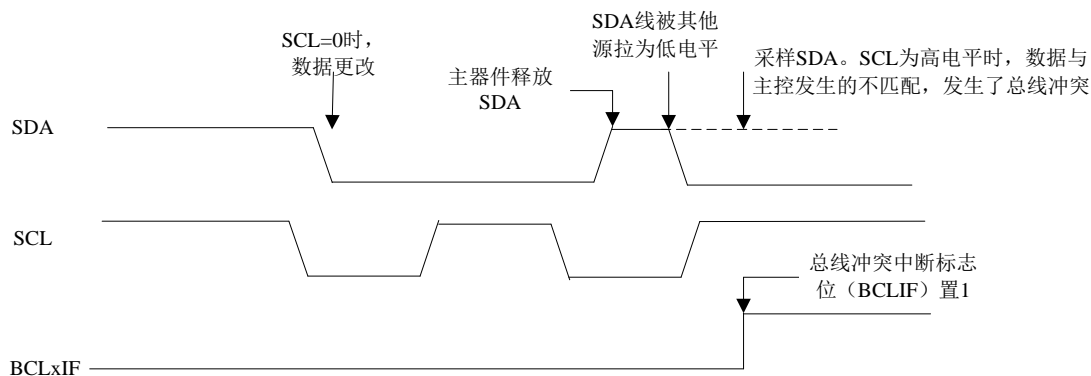 SCL=0时，
数据更改
主器件释放
SDA
SDA线被其他
源拉为低电平
采样SDA。SCL为高电平时，数据与
主控发生的不匹配，发生了总线冲突
SDA
SCL
总线冲突中断标志
位（BCLIF）置1
BCLxIF